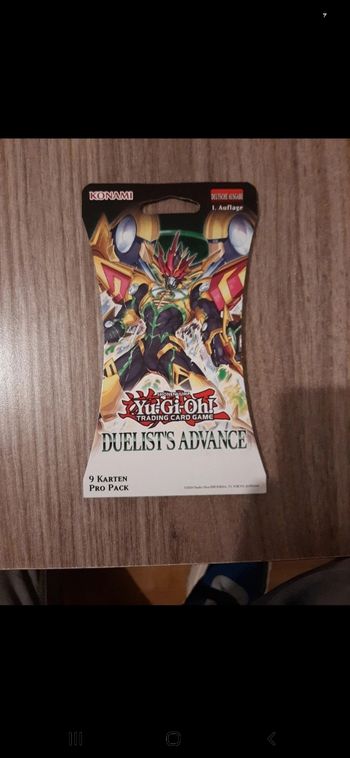 KONAMI
DEUTSCHE AUSGABE
1. Auflage
Yu-Gi-Oh!
TRADING CARD GAME
DUELIST'S ADVANCE
9 KARTEN
PRO PACK